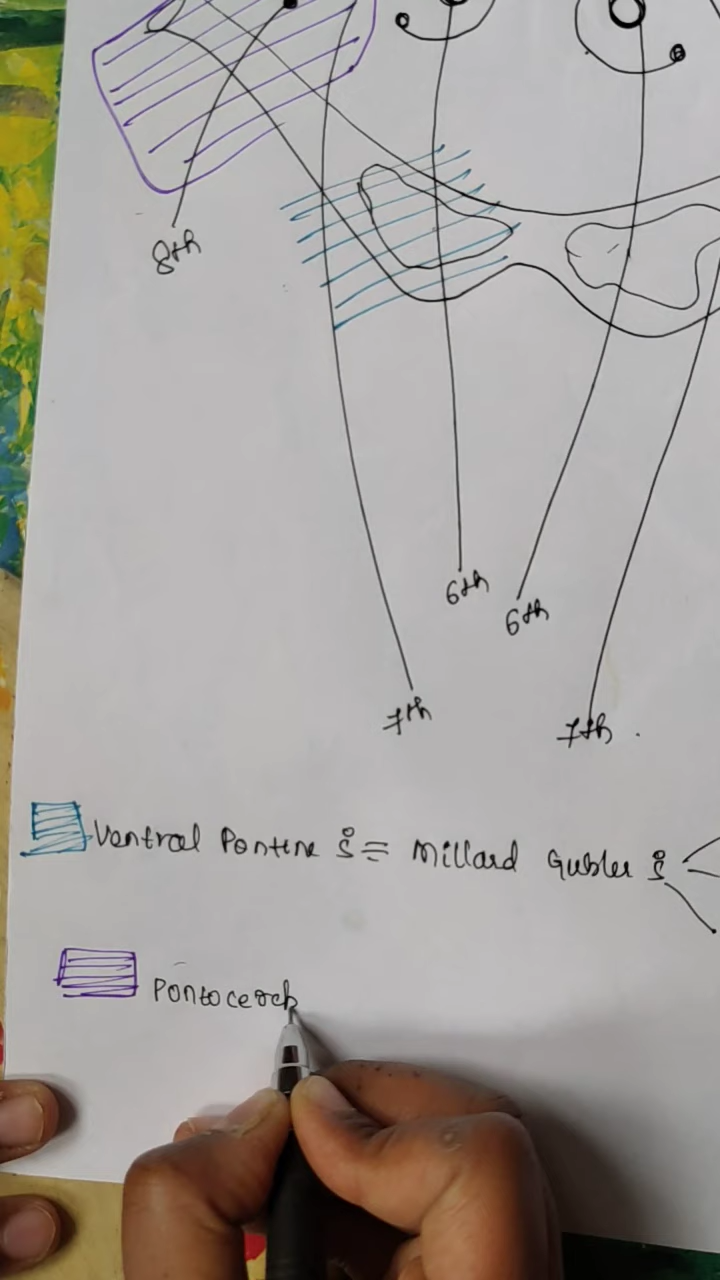 8th
6th
6th
7th
7th.
Ventral Pontine = Millard Gubler
Pontocereb